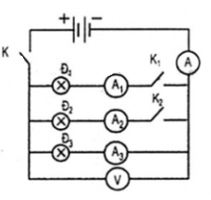 + −
K
A
Đ₁ A₁ K₁
Đ₂ A₂ K₂
Đ₃ A₃
V